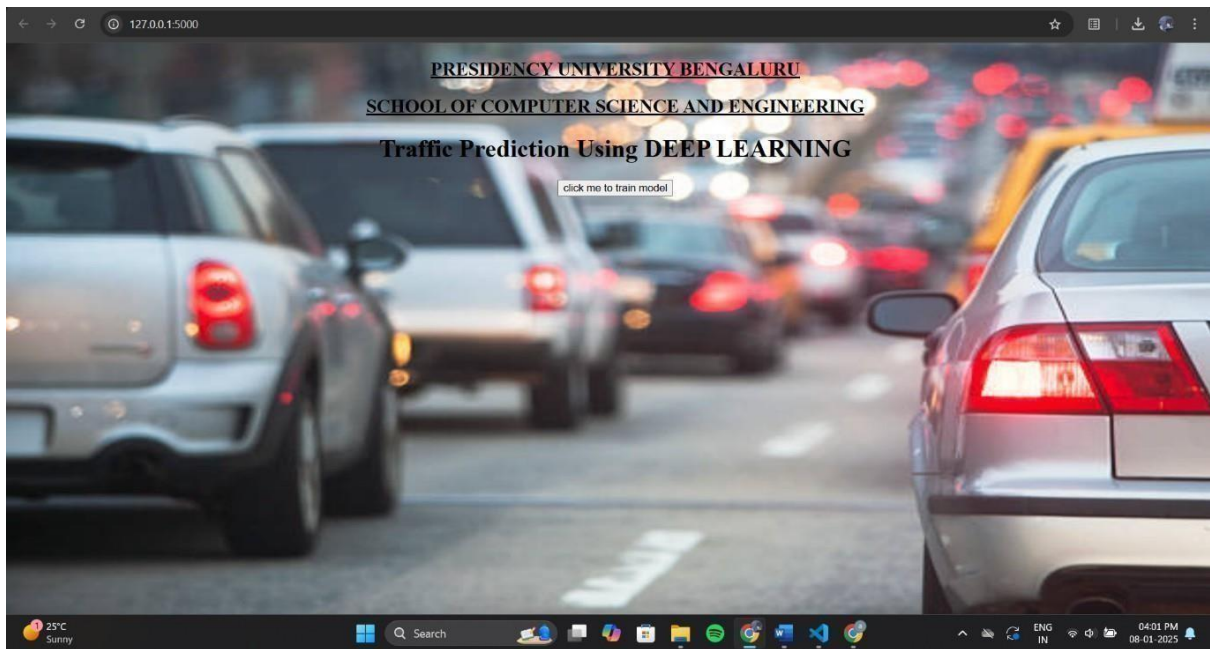 127.0.0.1:5000
PRESIDENCY UNIVERSITY BENGALURU
SCHOOL OF COMPUTER SCIENCE AND ENGINEERING
Traffic Prediction Using DEEP LEARNING
click me to train model
1
25°C
Sunny
Search
ENG
IN
04:01 PM
08-01-2025